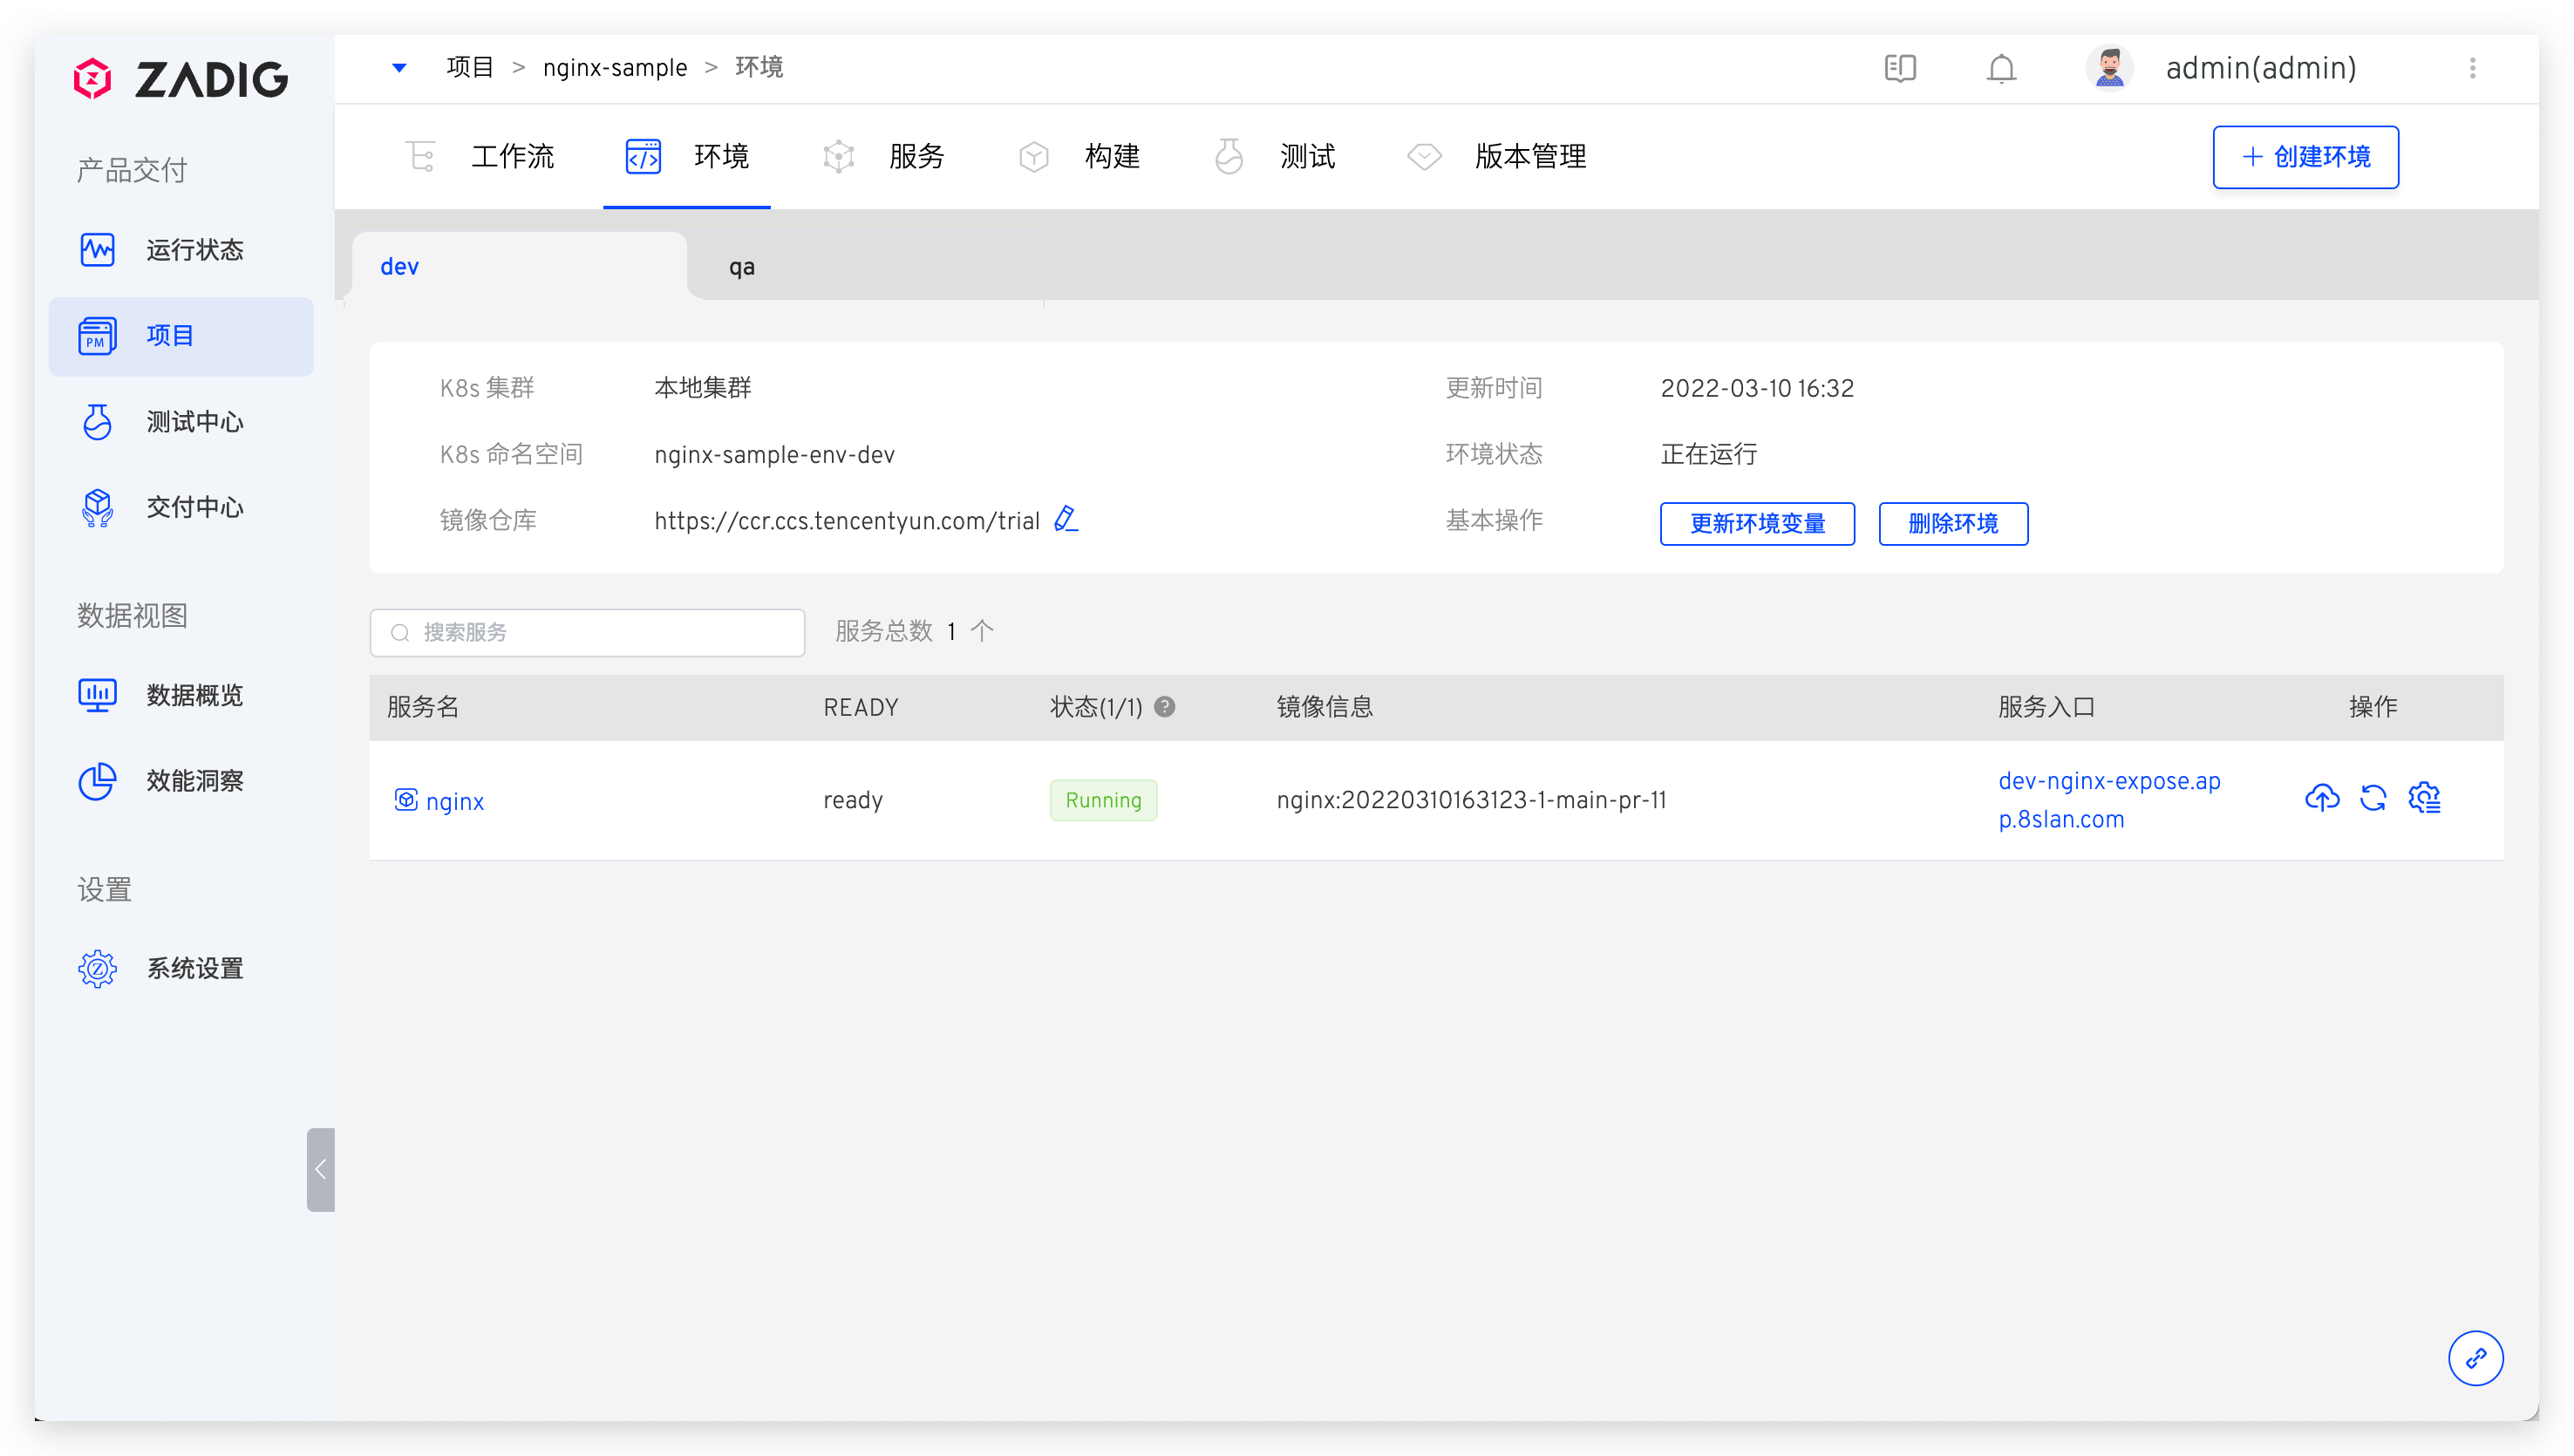 ZADIG
项目 > nginx-sample > 环境
admin(admin)
产品交付
运行状态
PM
项目
测试中心
交付中心
数据视图
数据概览
效能洞察
设置
Z
系统设置
工作流
环境
服务
构建
测试
版本管理
+ 创建环境
dev
qa
K8s 集群 本地集群
更新时间 2022-03-10 16:32
K8s 命名空间 nginx-sample-env-dev
环境状态 正在运行
镜像仓库 https://ccr.ccs.tencentyun.com/trial
基本操作 更新环境变量 删除环境
搜索服务
服务总数 1 个
服务名 READY 状态(1/1) ? 镜像信息 服务入口 操作
nginx ready Running nginx:20220310163123-1-main-pr-11 dev-nginx-expose.ap
p.8slan.com